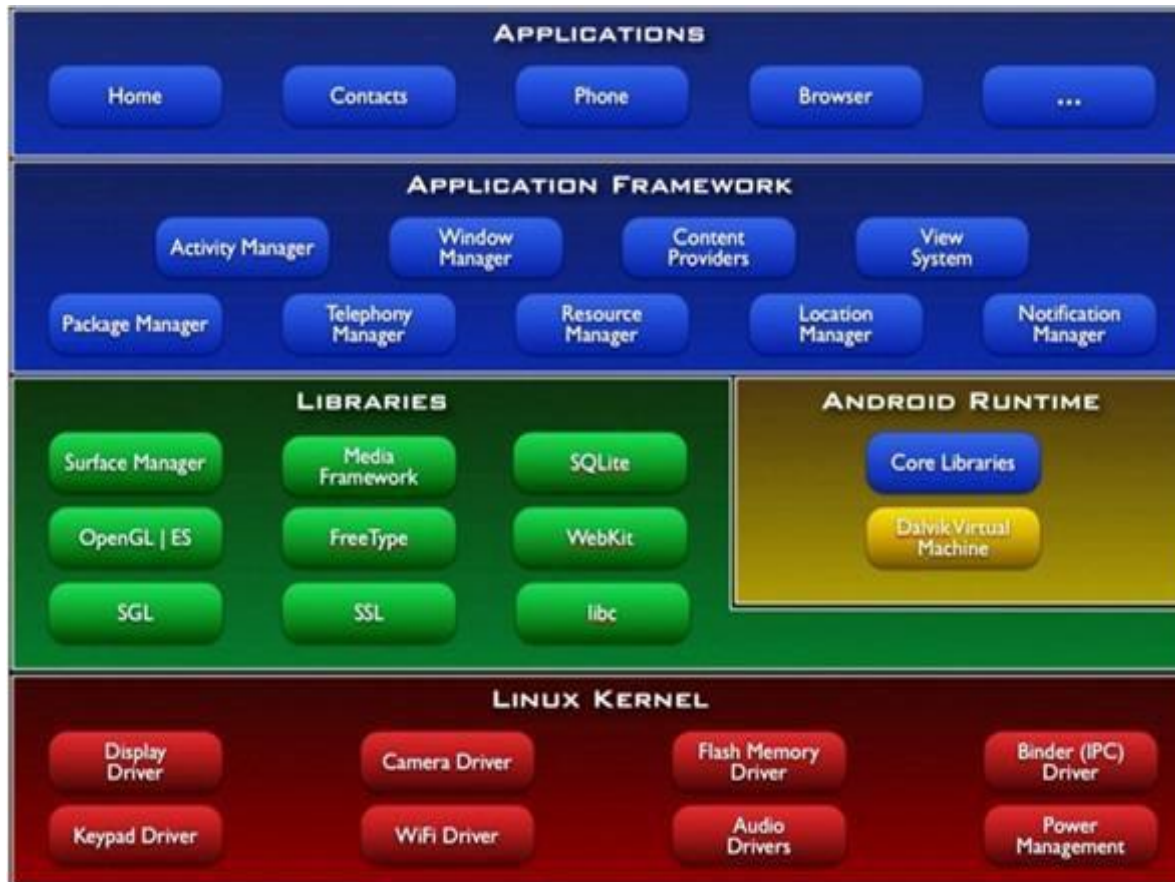 APPLICATIONS
Home
Contacts
Phone
Browser
...
APPLICATION FRAMEWORK
Activity Manager
Window
Manager
Content
Providers
View
System
Package Manager
Telephony
Manager
Resource
Manager
Location
Manager
Notification
Manager
LIBRARIES
Surface Manager
Media
Framework
SQLite
OpenGL | ES
FreeType
WebKit
SGL
SSL
libc
ANDROID RUNTIME
Core Libraries
Dalvik Virtual
Machine
LINUX KERNEL
Display
Driver
Camera Driver
Flash Memory
Driver
Binder (IPC)
Driver
Keypad Driver
WiFi Driver
Audio
Drivers
Power
Management